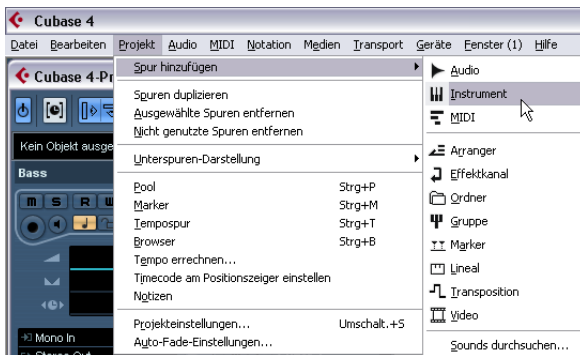 Cubase 4
Datei Bearbeiten Projekt Audio MIDI Notation Medien Transport Geräte Fenster (1) Hilfe
Cubase 4-Pr
Kein Objekt ausge
Bass
M S R W
Mono In
Stereo Out
Spur hinzufügen
Spuren duplizieren
Ausgewählte Spuren entfernen
Nicht genutzte Spuren entfernen
Unterspuren-Darstellung
Pool Strg+P
Marker Strg+M
Tempospur Strg+T
Browser Strg+B
Tempo errechnen...
Timecode am Positionszeiger einstellen
Notizen
Projekteinstellungen... Umschalt.+S
Auto-Fade-Einstellungen...
Audio
Instrument
MIDI
Arranger
Effektkanal
Ordner
Gruppe
Marker
Lineal
Transposition
Video
Sounds durchsuchen...